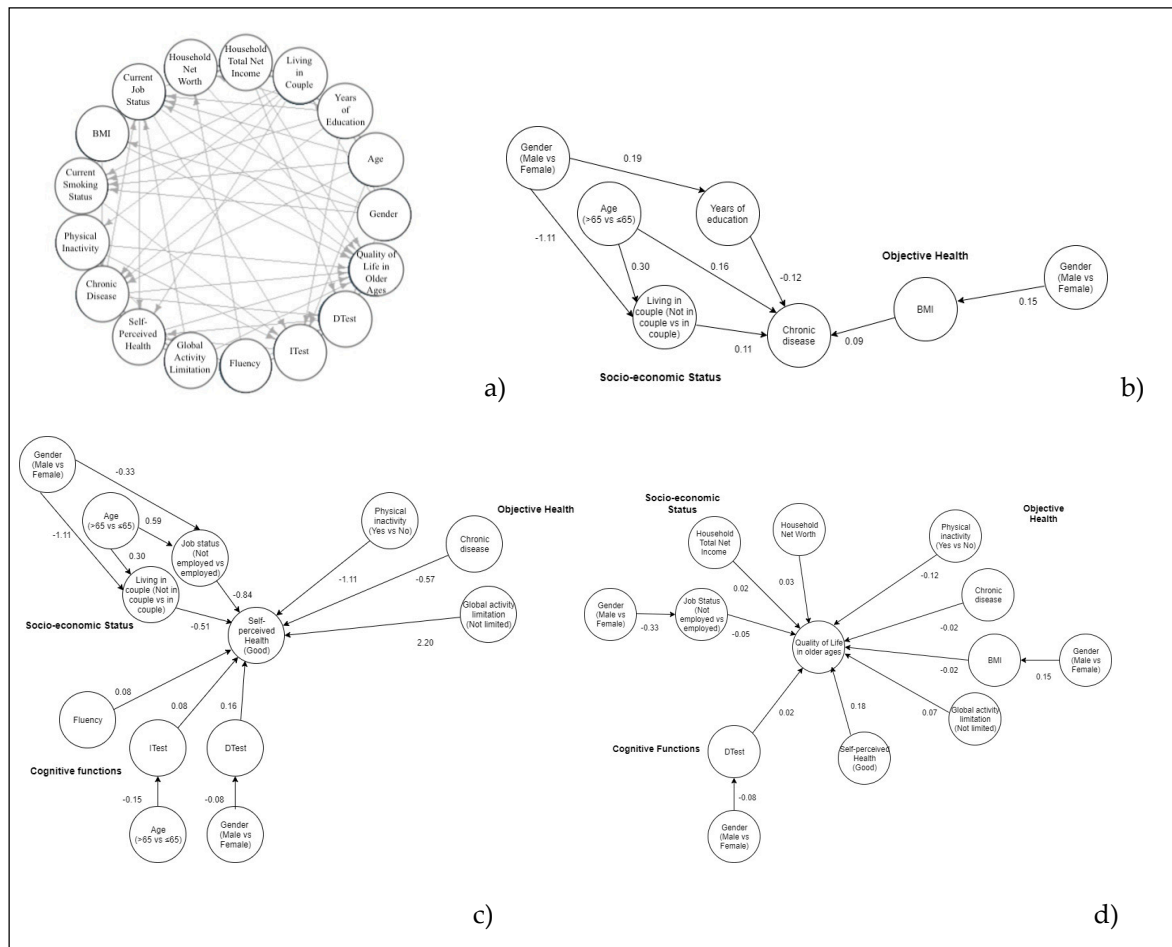 Household
Net
Worth
Household
Total Net
Income
Living
in
Couple
Current
Job
Status
Years
of
Education
BMI
Age
Current
Smoking
Status
Gender
Physical
Inactivity
Quality
of
Life in
Older
Ages
Chronic
Disease
DTest
Self-
Perceived
Health
Global
Activity
Limitation
Fluency
ITest
a)
Gender
(Male vs
Female)
0.19
Age
(>65 vs ≤65)
Years of
education
-1.11
0.30
0.16
-0.12
Objective Health
Gender
(Male vs
Female)
Living in
couple (Not in
couple vs in
couple)
0.11
Chronic
disease
BMI
0.15
0.09
Socio-economic Status
b)
Gender
(Male vs
Female)
-0.33
Age
(>65 vs ≤65)
0.59
-1.11
0.30
Job status
(Not
employed vs
employed)
Living in
couple (Not in
couple vs in
couple)
-0.84
-0.51
Socio-economic Status
Physical
inactivity
(Yes vs No)
Objective Health
Chronic
disease
-1.11
-0.57
Global activity
limitation
(Not limited)
2.20
Self-
perceived
Health
(Good)
0.08
0.08
0.16
Fluency
ITest
DTest
Cognitive functions
-0.15
-0.08
Age
(>65 vs ≤65)
Gender
(Male vs
Female)
c)
Socio-economic
Status
Household
Total Net
Income
Household
Net Worth
Physical
inactivity
(Yes vs No)
Objective
Health
0.02
0.03
-0.12
Gender
(Male vs
Female)
-0.33
Job Status
(Not
employed vs
employed)
-0.05
Chronic
disease
-0.02
Quality of Life
in older ages
-0.02
BMI
0.15
Gender
(Male vs
Female)
0.02
0.18
0.07
Global activity
limitation
(Not limited)
Cognitive Functions
DTest
Self-perceived
Health
(Good)
-0.08
Gender
(Male vs
Female)
d)